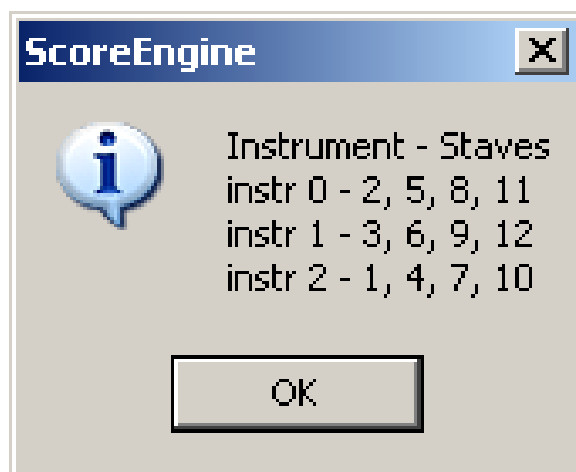 ScoreEngine
Instrument - Staves
instr 0 - 2, 5, 8, 11
instr 1 - 3, 6, 9, 12
instr 2 - 1, 4, 7, 10
OK